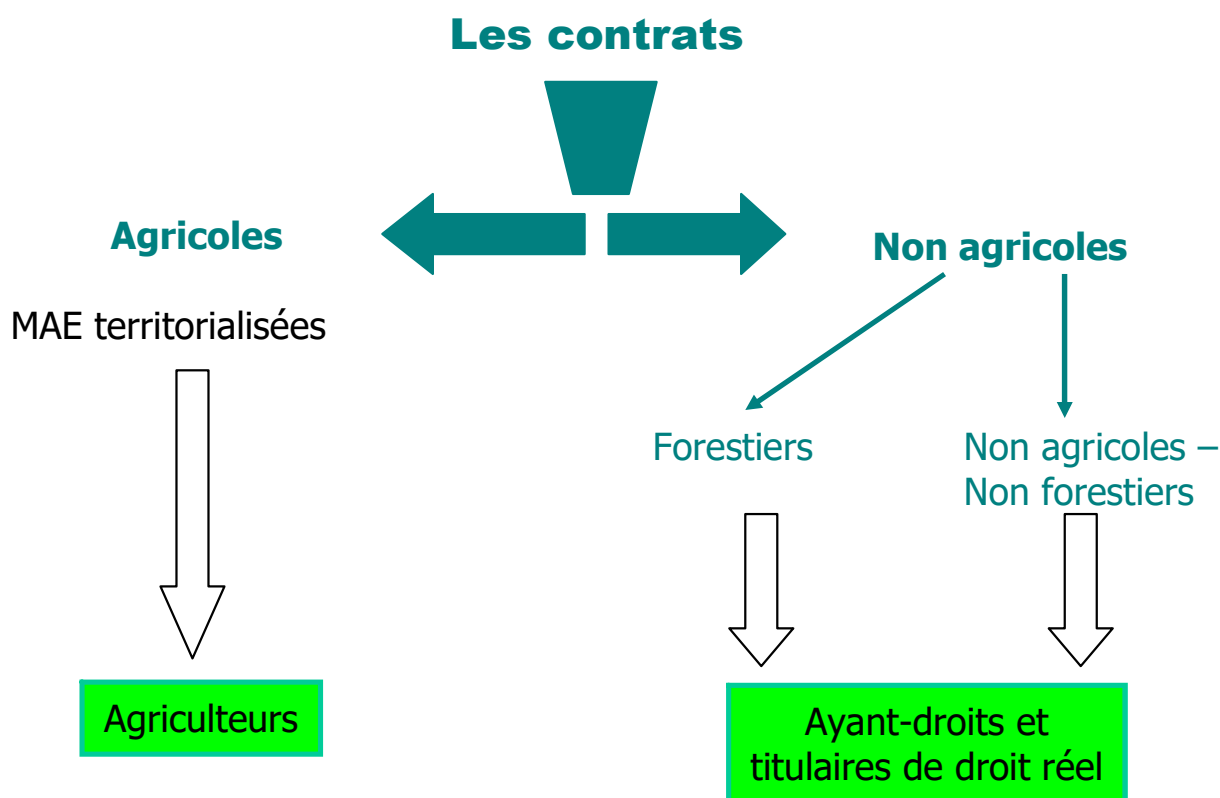 Les contrats
Agricoles
Non agricoles
MAE territorialisées
Forestiers
Non agricoles –
Non forestiers
Agriculteurs
Ayant-droits et
titulaires de droit réel